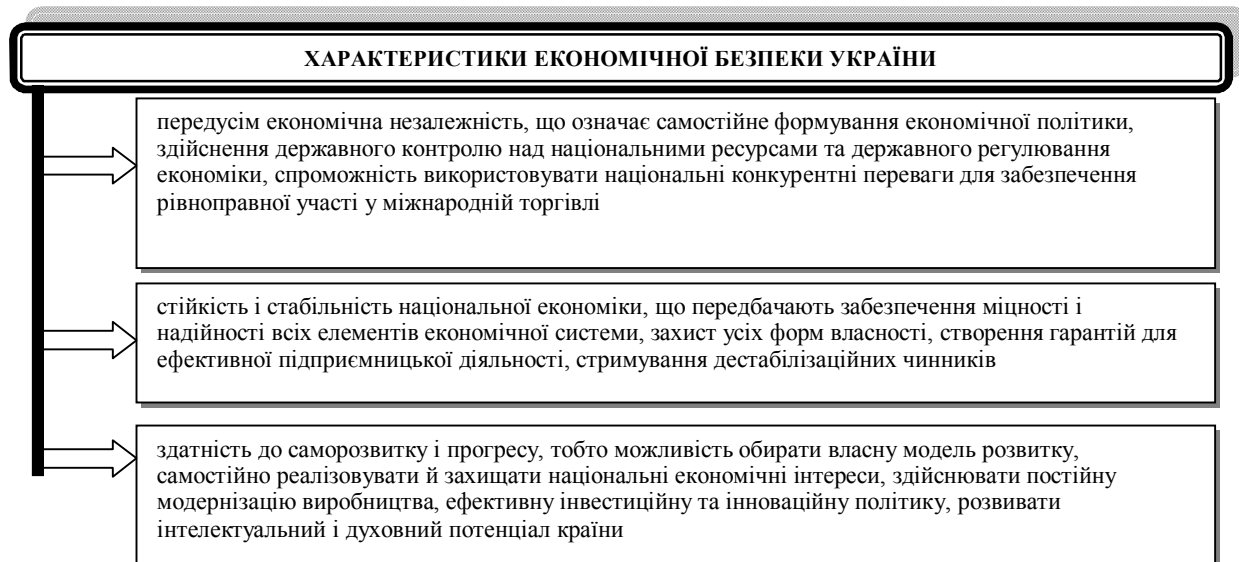 ХАРАКТЕРИСТИКИ ЕКОНОМІЧНОЇ БЕЗПЕКИ УКРАЇНИ
передусім економічна незалежність, що означає самостійне формування економічної політики,
здійснення державного контролю над національними ресурсами та державного регулювання
економіки, спроможність використовувати національні конкурентні переваги для забезпечення
рівноправної участі у міжнародній торгівлі
стійкість і стабільність національної економіки, що передбачають забезпечення міцності і
надійності всіх елементів економічної системи, захист усіх форм власності, створення гарантій для
ефективної підприємницької діяльності, стримування дестабілізаційних чинників
здатність до саморозвитку і прогресу, тобто можливість обирати власну модель розвитку,
самостійно реалізовувати й захищати національні економічні інтереси, здійснювати постійну
модернізацію виробництва, ефективну інвестиційну та інноваційну політику, розвивати
інтелектуальний і духовний потенціал країни